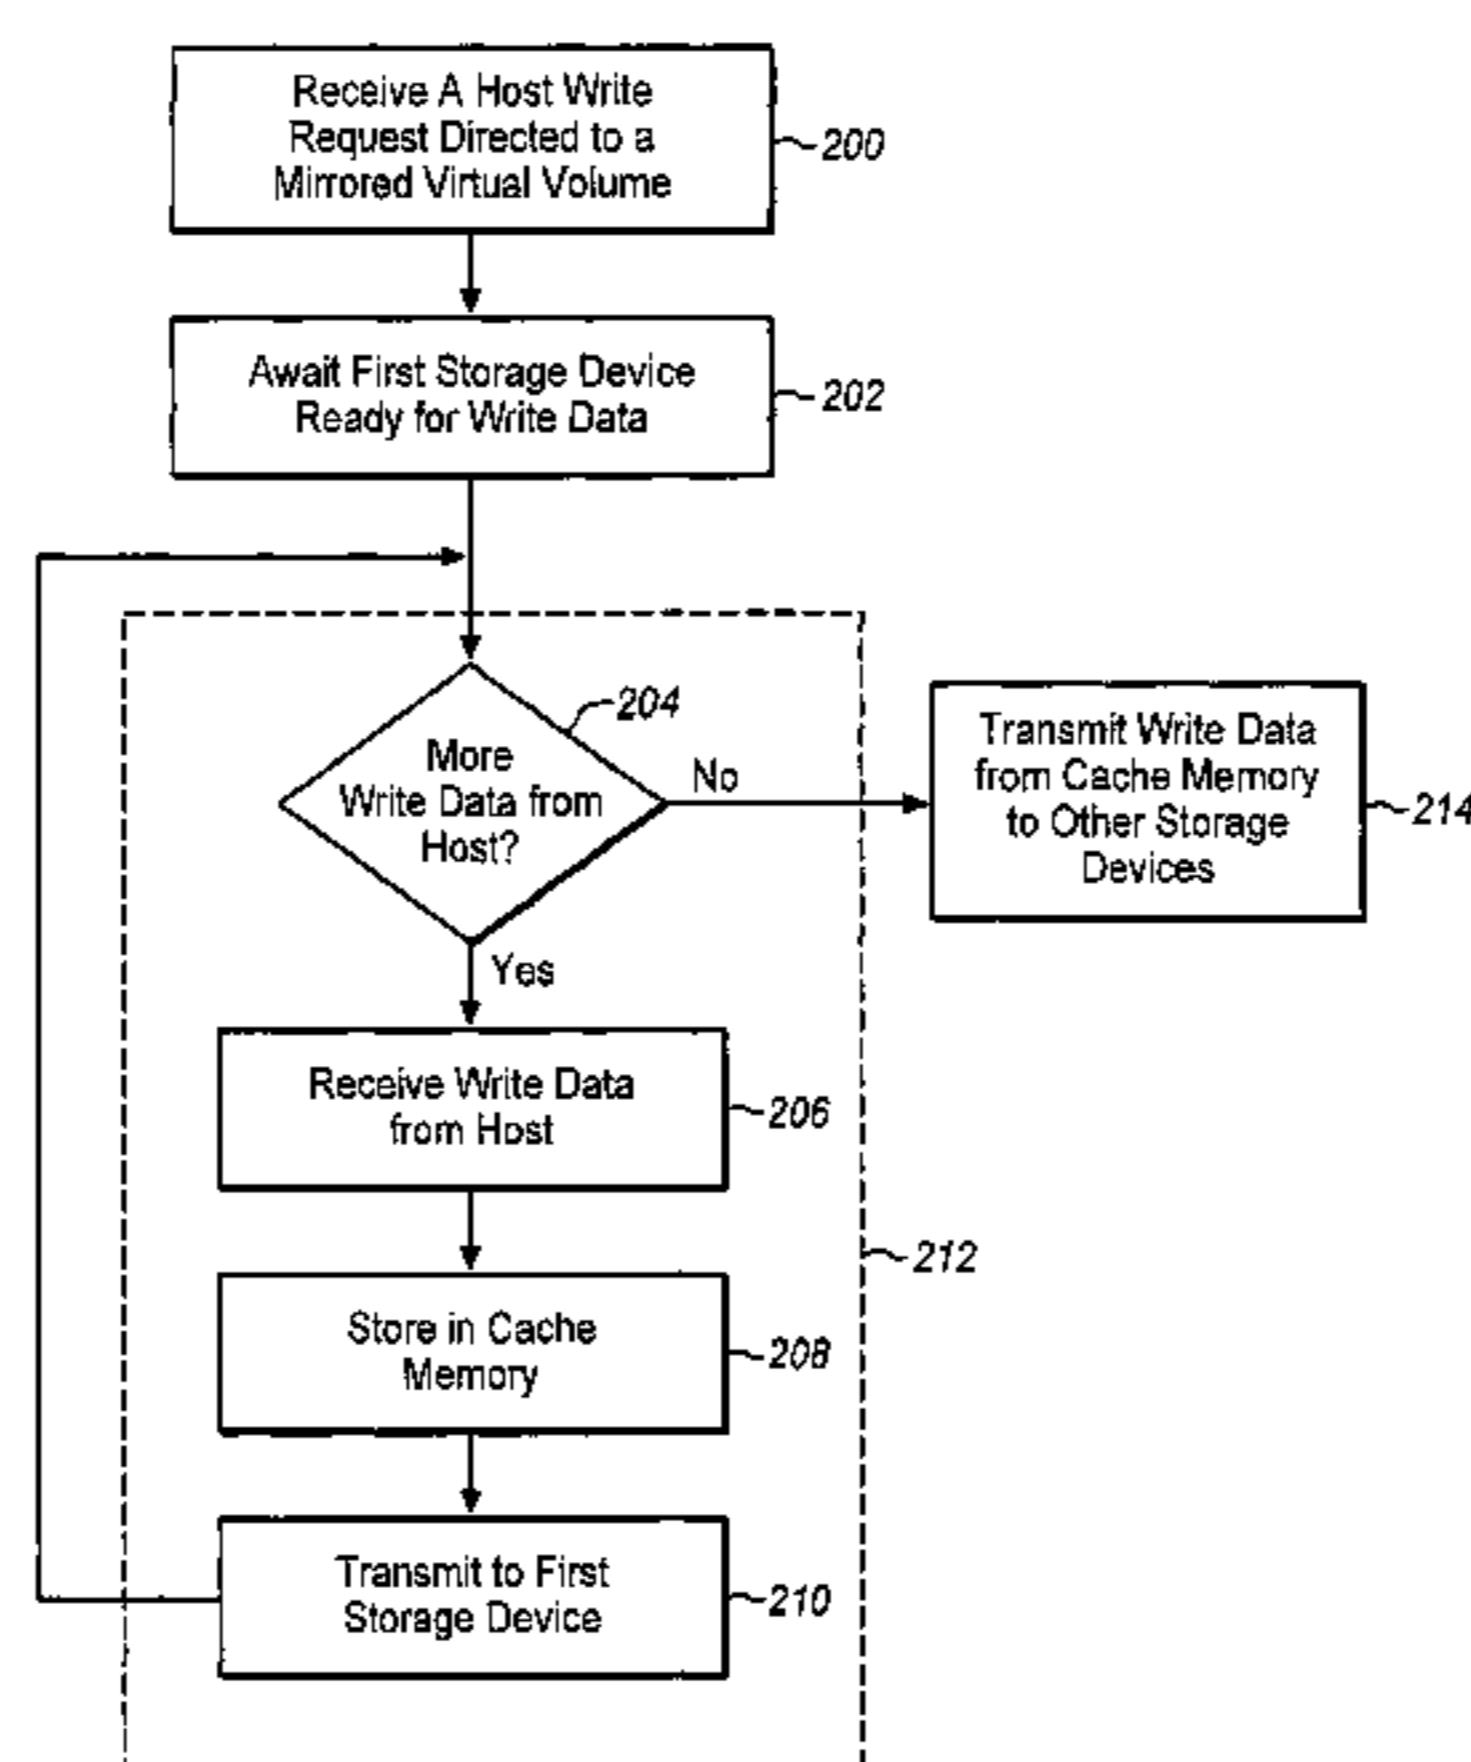 Receive A Host Write
Request Directed to a
Mirrored Virtual Volume
200
Await First Storage Device
Ready for Write Data
202
204
More
Write Data from
Host?
No
Yes
Transmit Write Data
from Cache Memory
to Other Storage
Devices
214
Receive Write Data
from Host
206
212
Store in Cache
Memory
208
Transmit to First
Storage Device
210